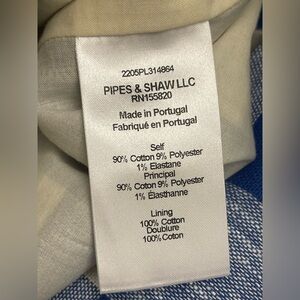 2205PL314864
PIPES & SHAW LLC
RN155820
Made in Portugal
Fabriqué en Portugal
Self
90% Cotton 9% Polyester
1% Elastane
Principal
90% Coton 9% Polyester
1% Élasthanne
Lining
100% Cotton
Doublure
100% Coton